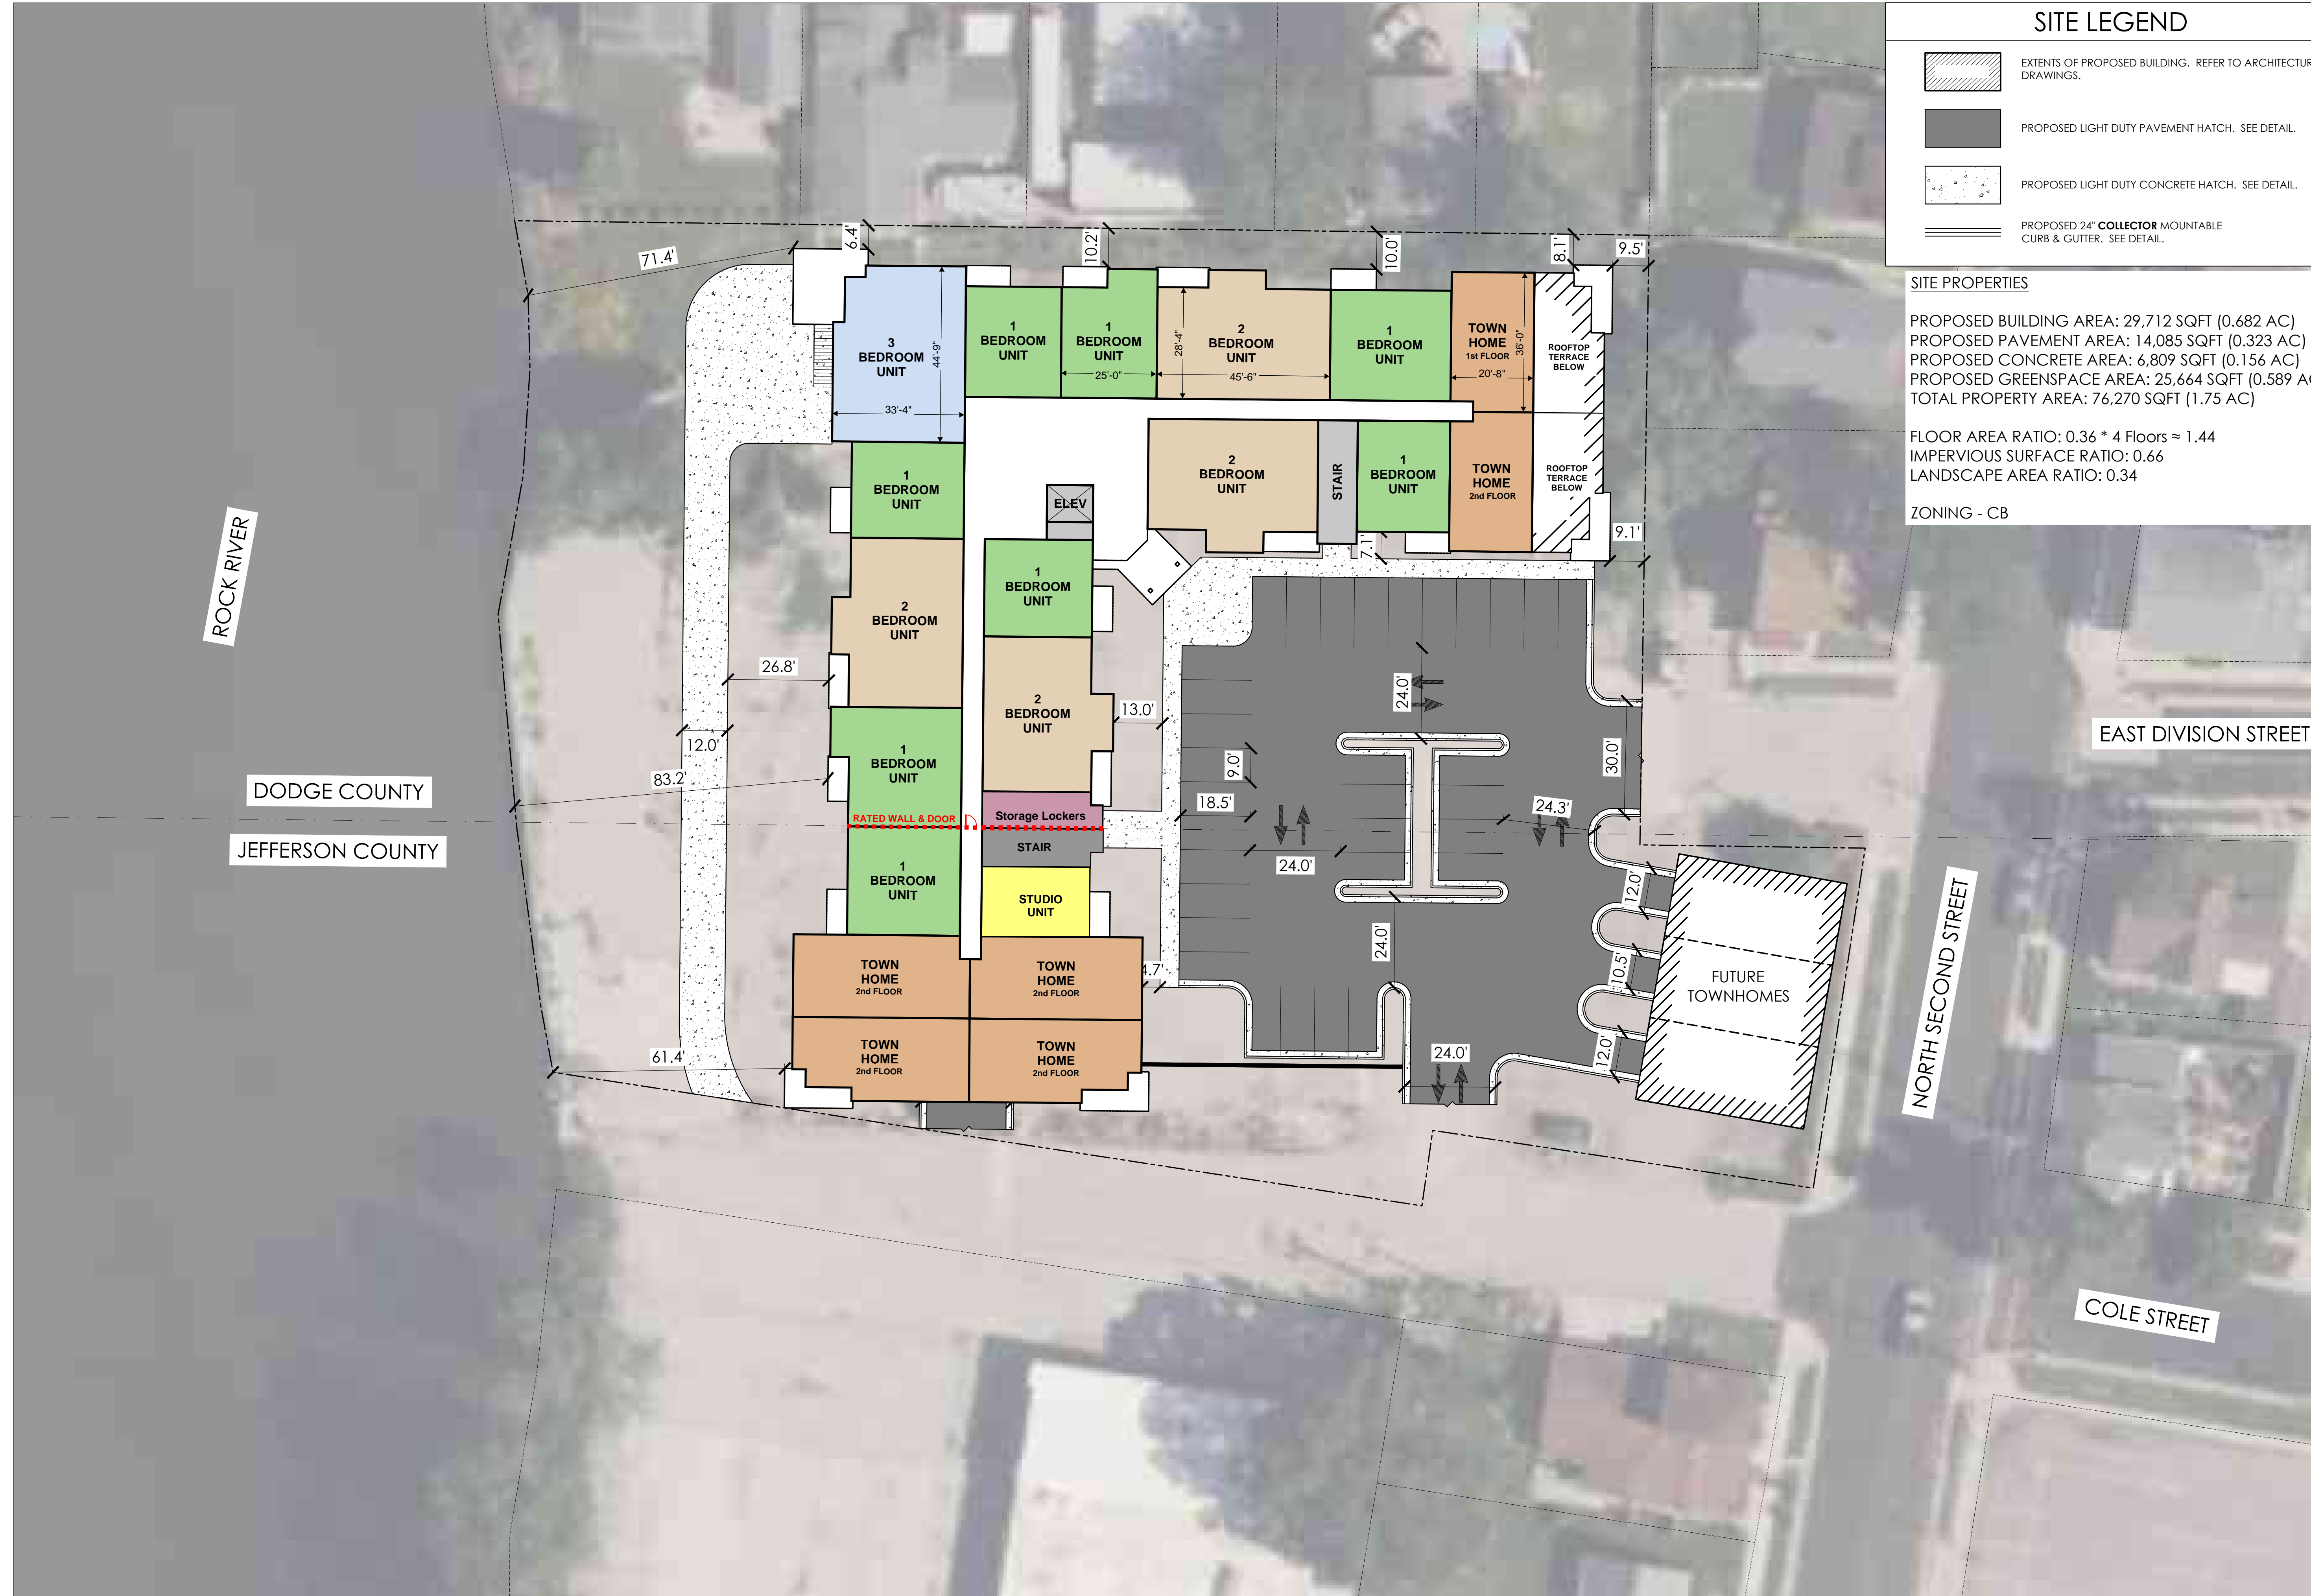 SITE LEGEND
EXTENTS OF PROPOSED BUILDING. REFER TO ARCHITECTUR
DRAWINGS.
PROPOSED LIGHT DUTY PAVEMENT HATCH. SEE DETAIL.
PROPOSED LIGHT DUTY CONCRETE HATCH. SEE DETAIL.
PROPOSED 24" COLLECTOR MOUNTABLE
CURB & GUTTER. SEE DETAIL.
SITE PROPERTIES
PROPOSED BUILDING AREA: 29,712 SQFT (0.682 AC)
PROPOSED PAVEMENT AREA: 14,085 SQFT (0.323 AC)
PROPOSED CONCRETE AREA: 6,809 SQFT (0.156 AC)
PROPOSED GREENSPACE AREA: 25,664 SQFT (0.589 A
TOTAL PROPERTY AREA: 76,270 SQFT (1.75 AC)
FLOOR AREA RATIO: 0.36 * 4 Floors ≈ 1.44
IMPERVIOUS SURFACE RATIO: 0.66
LANDSCAPE AREA RATIO: 0.34
ZONING - CB
71.4'
6.4'
10.2'
10.0'
8.1'
9.5'
3
BEDROOM
UNIT
44'-9"
33'-4"
1
BEDROOM
UNIT
1
BEDROOM
UNIT
25'-0"
28'-4"
2
BEDROOM
UNIT
45'-6"
1
BEDROOM
UNIT
TOWN
HOME
1st FLOOR
36'-0"
20'-8"
ROOFTOP
TERRACE
BELOW
1
BEDROOM
UNIT
ELEV
2
BEDROOM
UNIT
STAIR
1
BEDROOM
UNIT
TOWN
HOME
2nd FLOOR
ROOFTOP
TERRACE
BELOW
9.1'
7.1'
ROCK RIVER
2
BEDROOM
UNIT
1
BEDROOM
UNIT
26.8'
2
BEDROOM
UNIT
13.0'
24.0'
12.0'
83.2'
1
BEDROOM
UNIT
9.0'
30.0'
EAST DIVISION STREET
DODGE COUNTY
JEFFERSON COUNTY
RATED WALL & DOOR
Storage Lockers
STAIR
18.5'
24.0'
24.3'
1
BEDROOM
UNIT
STUDIO
UNIT
12.0'
24.0'
10.5'
12.0'
FUTURE
TOWNHOMES
NORTH SECOND STREET
TOWN
HOME
2nd FLOOR
TOWN
HOME
2nd FLOOR
4.7'
TOWN
HOME
2nd FLOOR
TOWN
HOME
2nd FLOOR
61.4'
24.0'
COLE STREET